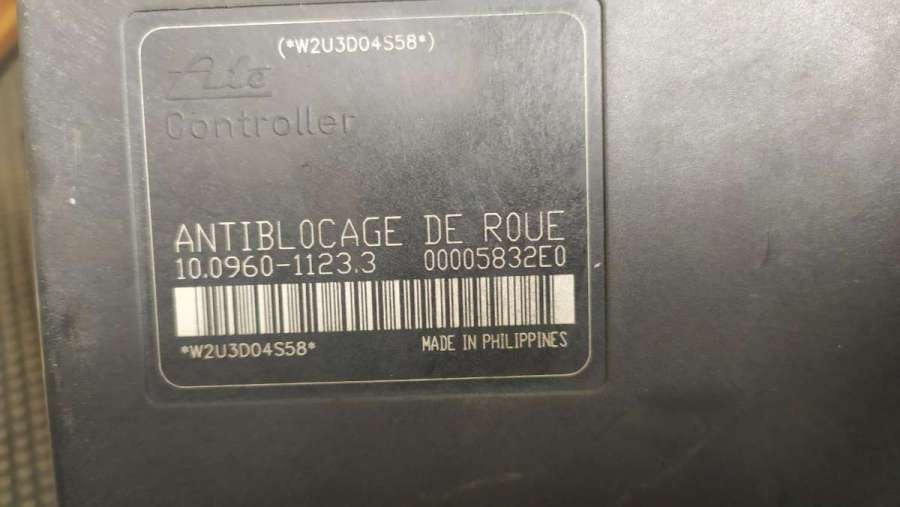 (*W2U3D04S58*)
Ate
Controller
ANTIBLOCAGE DE ROUE
10.0960-1123.3 00005832E0
*W2U3D04S58* MADE IN PHILIPPINES